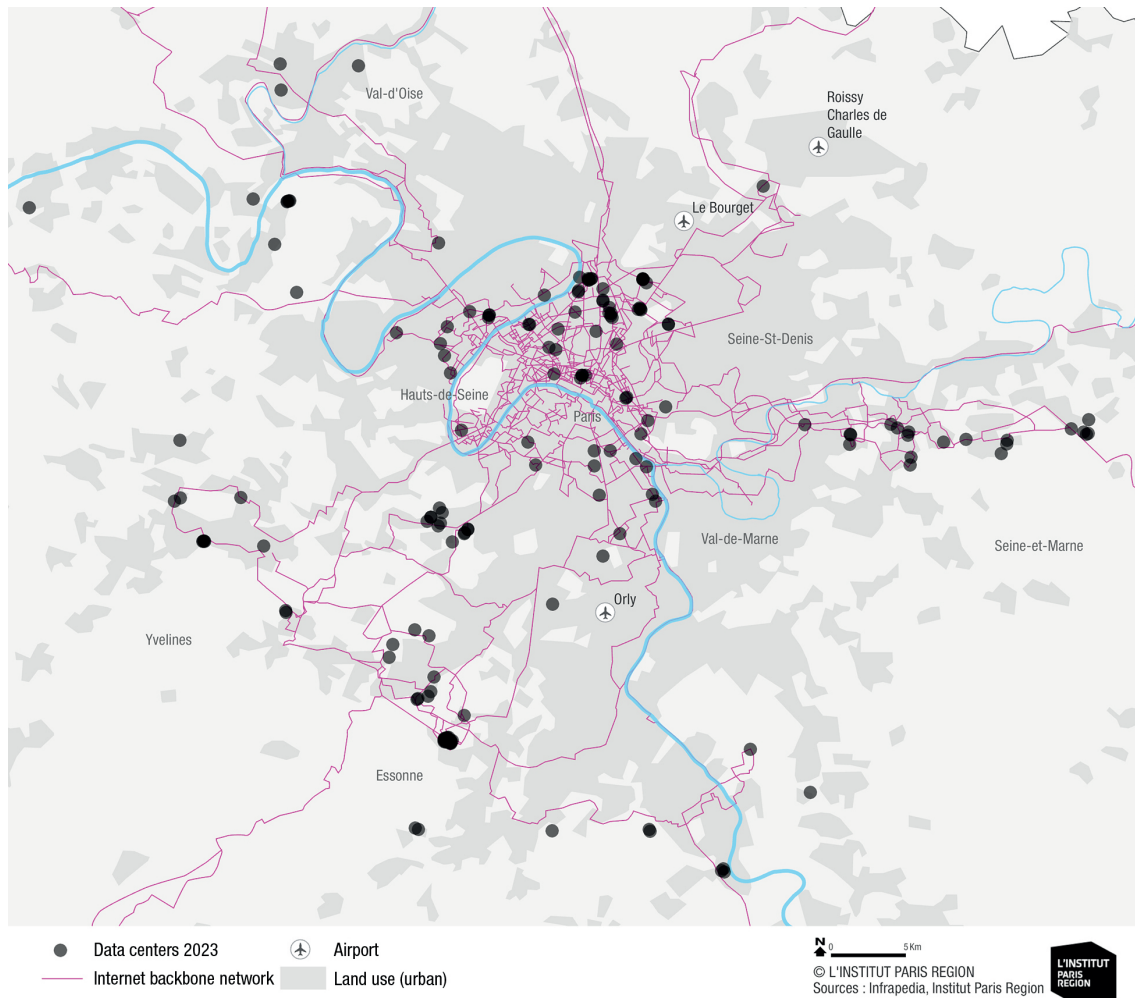 Val-d'Oise
Roissy
Charles de
Gaulle
Le Bourget
Seine-St-Denis
Hauts-de-Seine
Paris
Val-de-Marne
Seine-et-Marne
Orly
Yvelines
Essonne
Data centers 2023
Airport
Internet backbone network
Land use (urban)
N
0 5 Km
© L'INSTITUT PARIS REGION
Sources : Infrapedia, Institut Paris Region
L'INSTITUT
PARIS
REGION